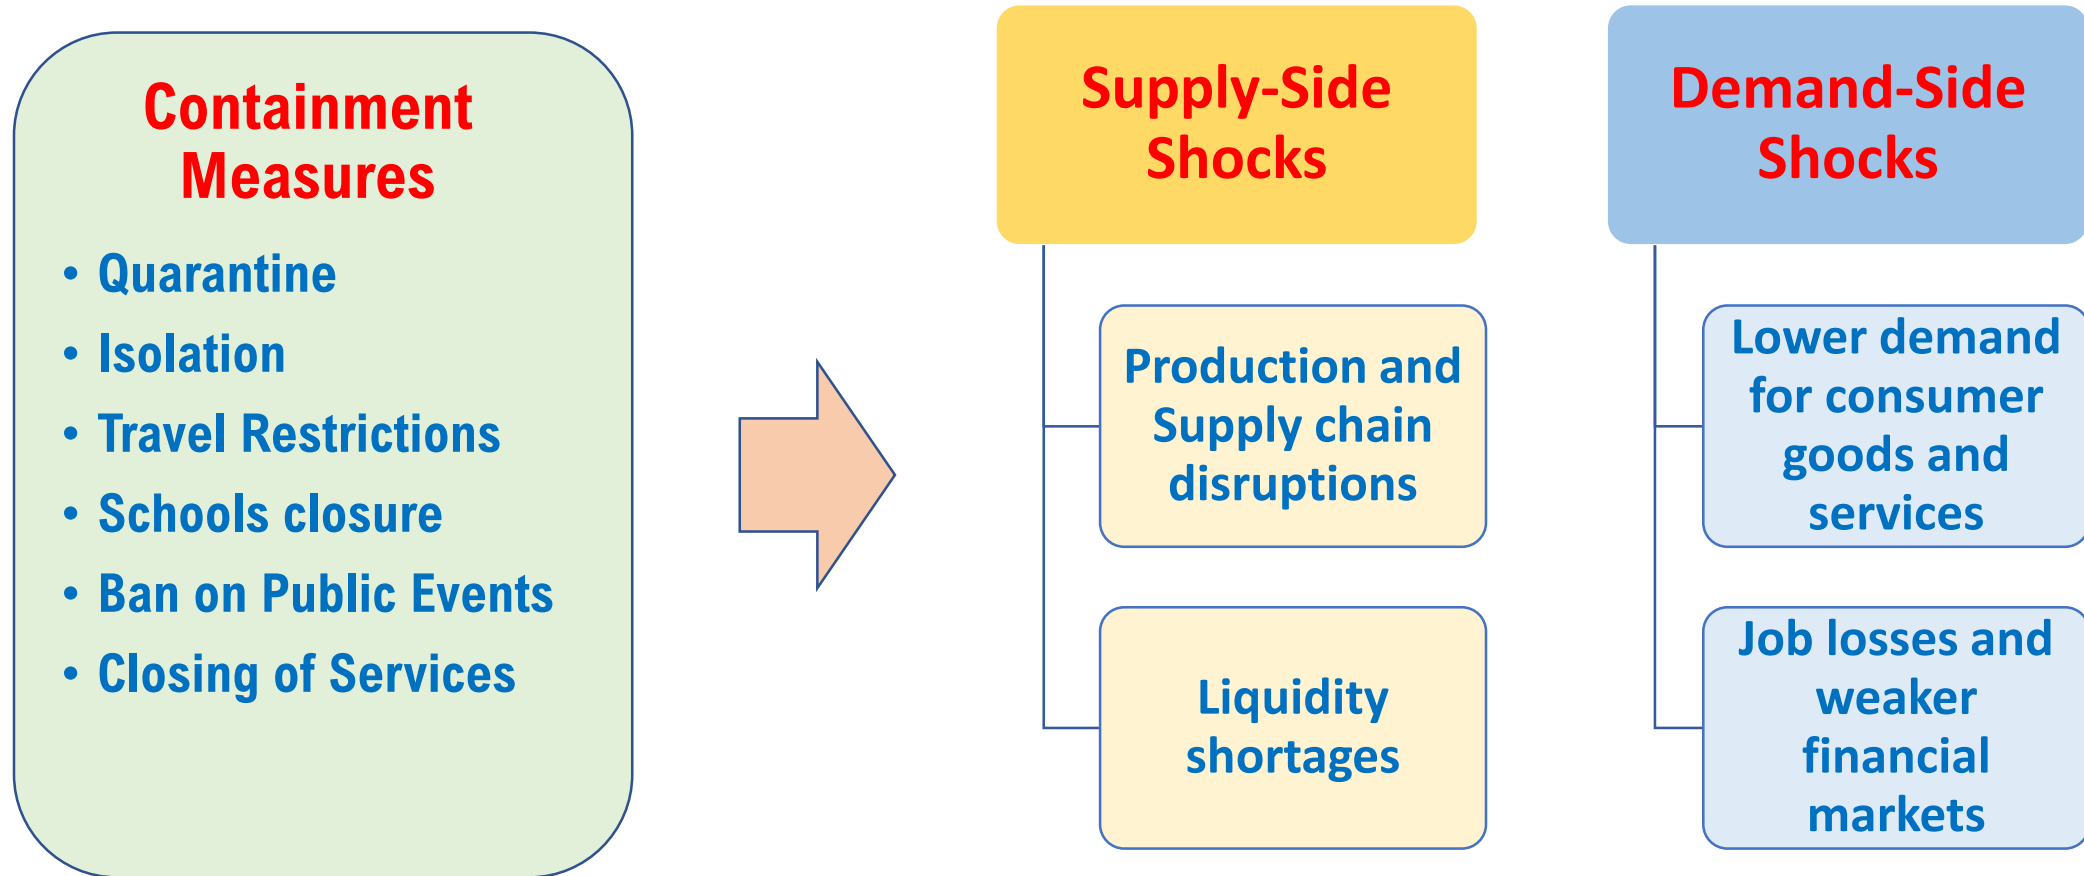 Containment
Measures
• Quarantine
• Isolation
• Travel Restrictions
• Schools closure
• Ban on Public Events
• Closing of Services
Supply-Side
Shocks
Production and
Supply chain
disruptions
Liquidity
shortages
Demand-Side
Shocks
Lower demand
for consumer
goods and
services
Job losses and
weaker
financial
markets